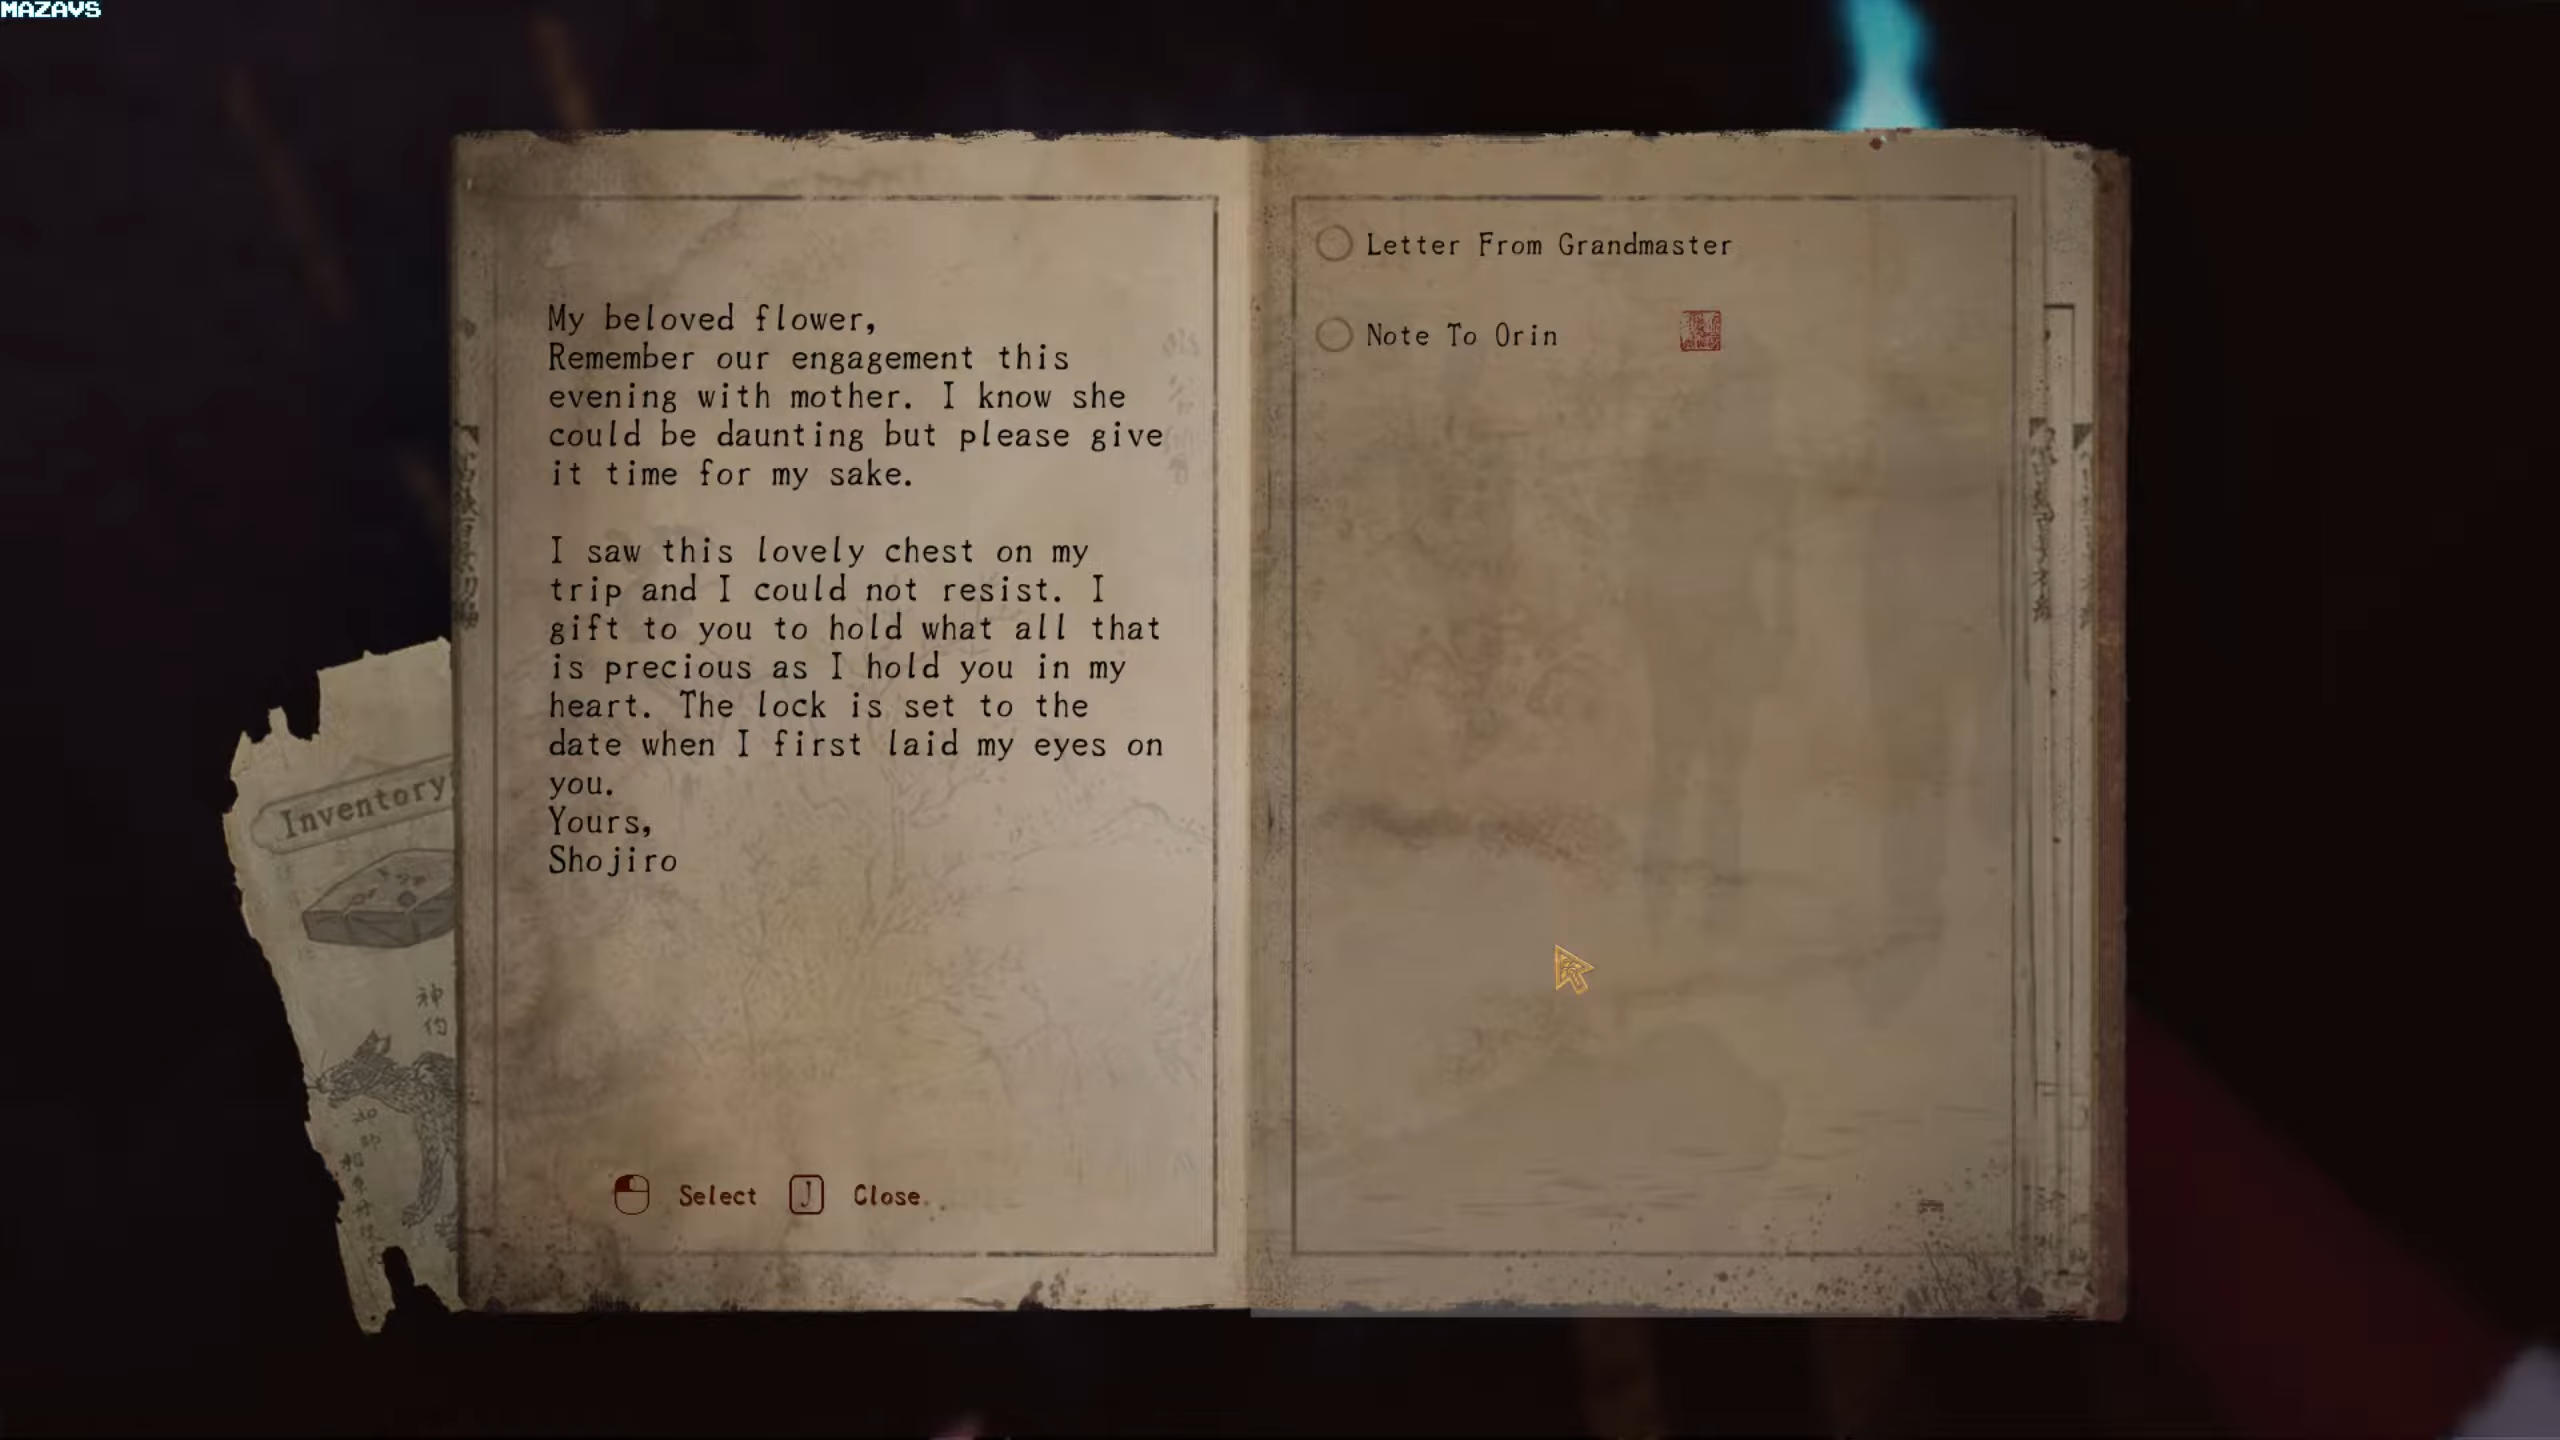 MAZAVS
My beloved flower,
Remember our engagement this
evening with mother. I know she
could be daunting but please give
it time for my sake.
I saw this lovely chest on my
trip and I could not resist. I
gift to you to hold what all that
is precious as I hold you in my
heart. The lock is set to the
date when I first laid my eyes on
you.
Yours,
Shojiro
Select J Close
Letter From Grandmaster
Note To Orin
Inventory